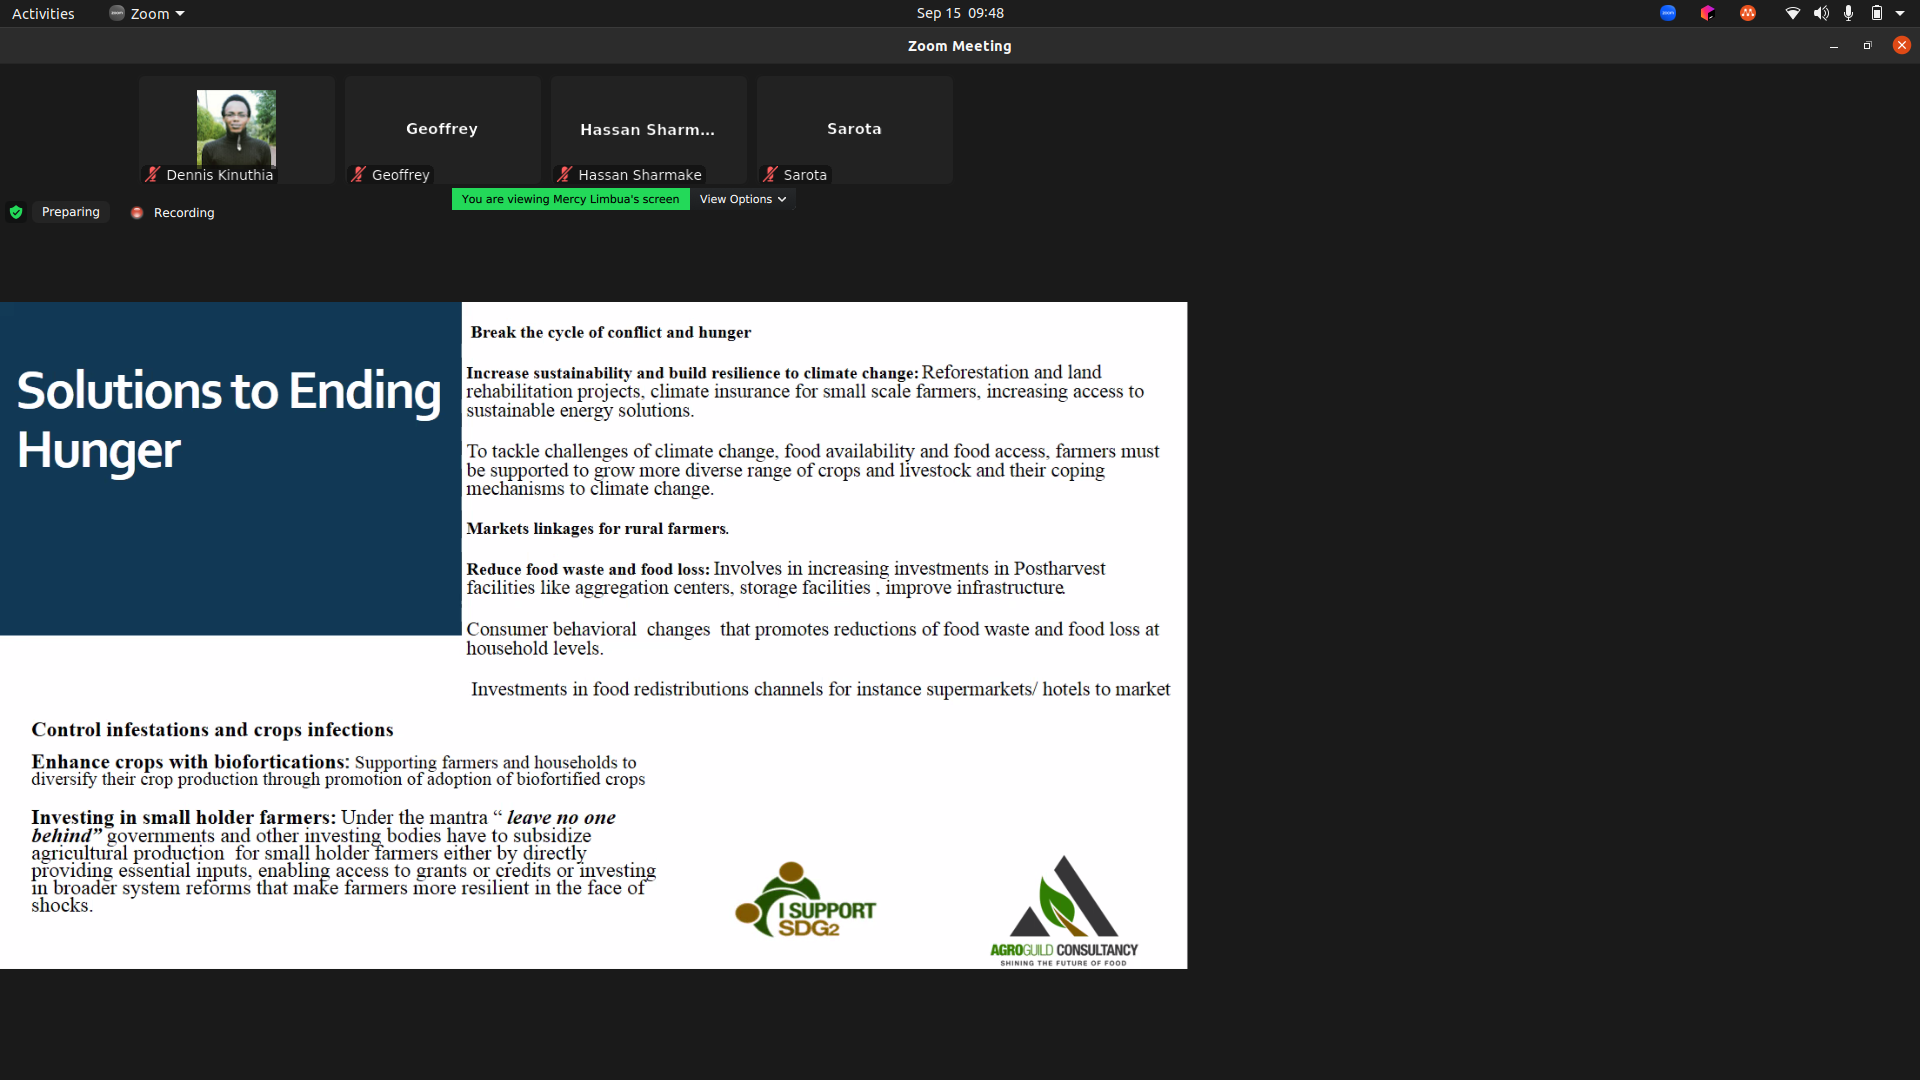 Activities
Zoom
Sep 15 09:48
Zoom Meeting
Geoffrey
Hassan Sharm...
Sarota
Dennis Kinuthia
Geoffrey
Hassan Sharmake
Sarota
You are viewing Mercy Limbua's screen
View Options
Preparing
Recording
Solutions to Ending
Hunger
Break the cycle of conflict and hunger
Increase sustainability and build resilience to climate change: Reforestation and land
rehabilitation projects, climate insurance for small scale farmers, increasing access to
sustainable energy solutions.
To tackle challenges of climate change, food availability and food access, farmers must
be supported to grow more diverse range of crops and livestock and their coping
mechanisms to climate change.
Markets linkages for rural farmers.
Reduce food waste and food loss: Involves in increasing investments in Postharvest
facilities like aggregation centers, storage facilities , improve infrastructure.
Consumer behavioral changes that promotes reductions of food waste and food loss at
household levels.
Investments in food redistributions channels for instance supermarkets/ hotels to market
Control infestations and crops infections
Enhance crops with biofortications: Supporting farmers and households to
diversify their crop production through promotion of adoption of biofortified crops
Investing in small holder farmers: Under the mantra “ leave no one
behind” governments and other investing bodies have to subsidize
agricultural production for small holder farmers either by directly
providing essential inputs, enabling access to grants or credits or investing
in broader system reforms that make farmers more resilient in the face of
shocks.
I SUPPORT
SDG2
AGROGUILD CONSULTANCY
SHINING THE FUTURE OF FOOD